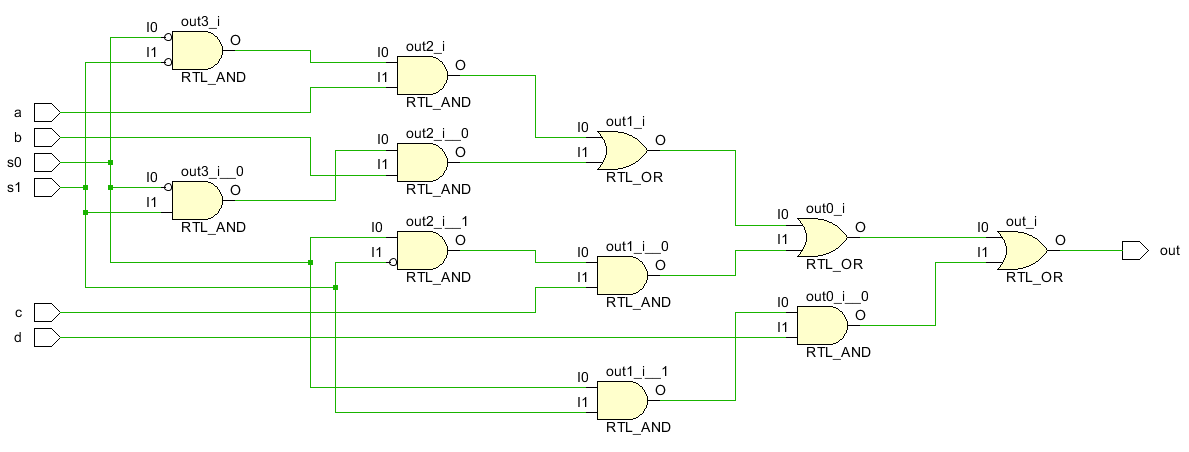 out3_i
I0
O
I1
RTL_AND
out2_i
I0
O
I1
RTL_AND
a
b
s0
s1
out3_i__0
I0
O
I1
RTL_AND
out2_i__0
I0
O
I1
RTL_AND
out1_i
I0
O
I1
RTL_OR
out2_i__1
I0
O
I1
RTL_AND
out1_i__0
I0
O
I1
RTL_AND
out0_i
I0
O
I1
RTL_OR
out_i
I0
O
I1
RTL_OR
out
c
d
out0_i__0
I0
O
I1
RTL_AND
out1_i__1
I0
O
I1
RTL_AND